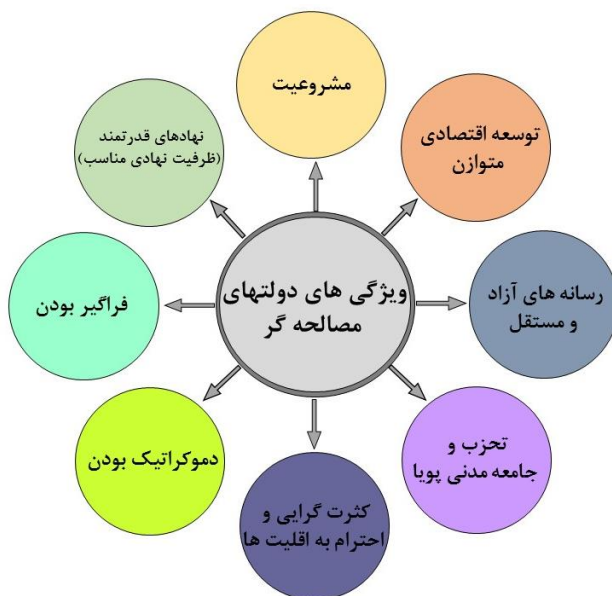 مشروعیت
توسعه اقتصادی
متوازن
رسانه های آزاد
و مستقل
تحزب و
جامعه مدنی پویا
کثرت گرایی و
احترام به اقلیت ها
دموکراتیک بودن
فراگیر بودن
نهادهای قدرتمند
(ظرفیت نهادی مناسب)
ویژگی های دولتهای
مصالحه گر